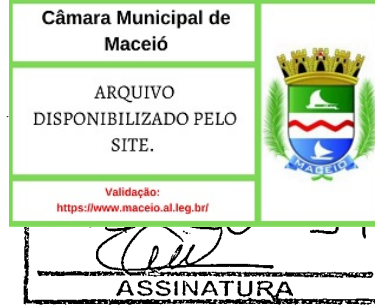 Câmara Municipal de
Maceió
ARQUIVO
DISPONIBILIZADO PELO
SITE.
Validação:
https://www.maceio.al.leg.br/
MACEIÓ
ASSINATURA